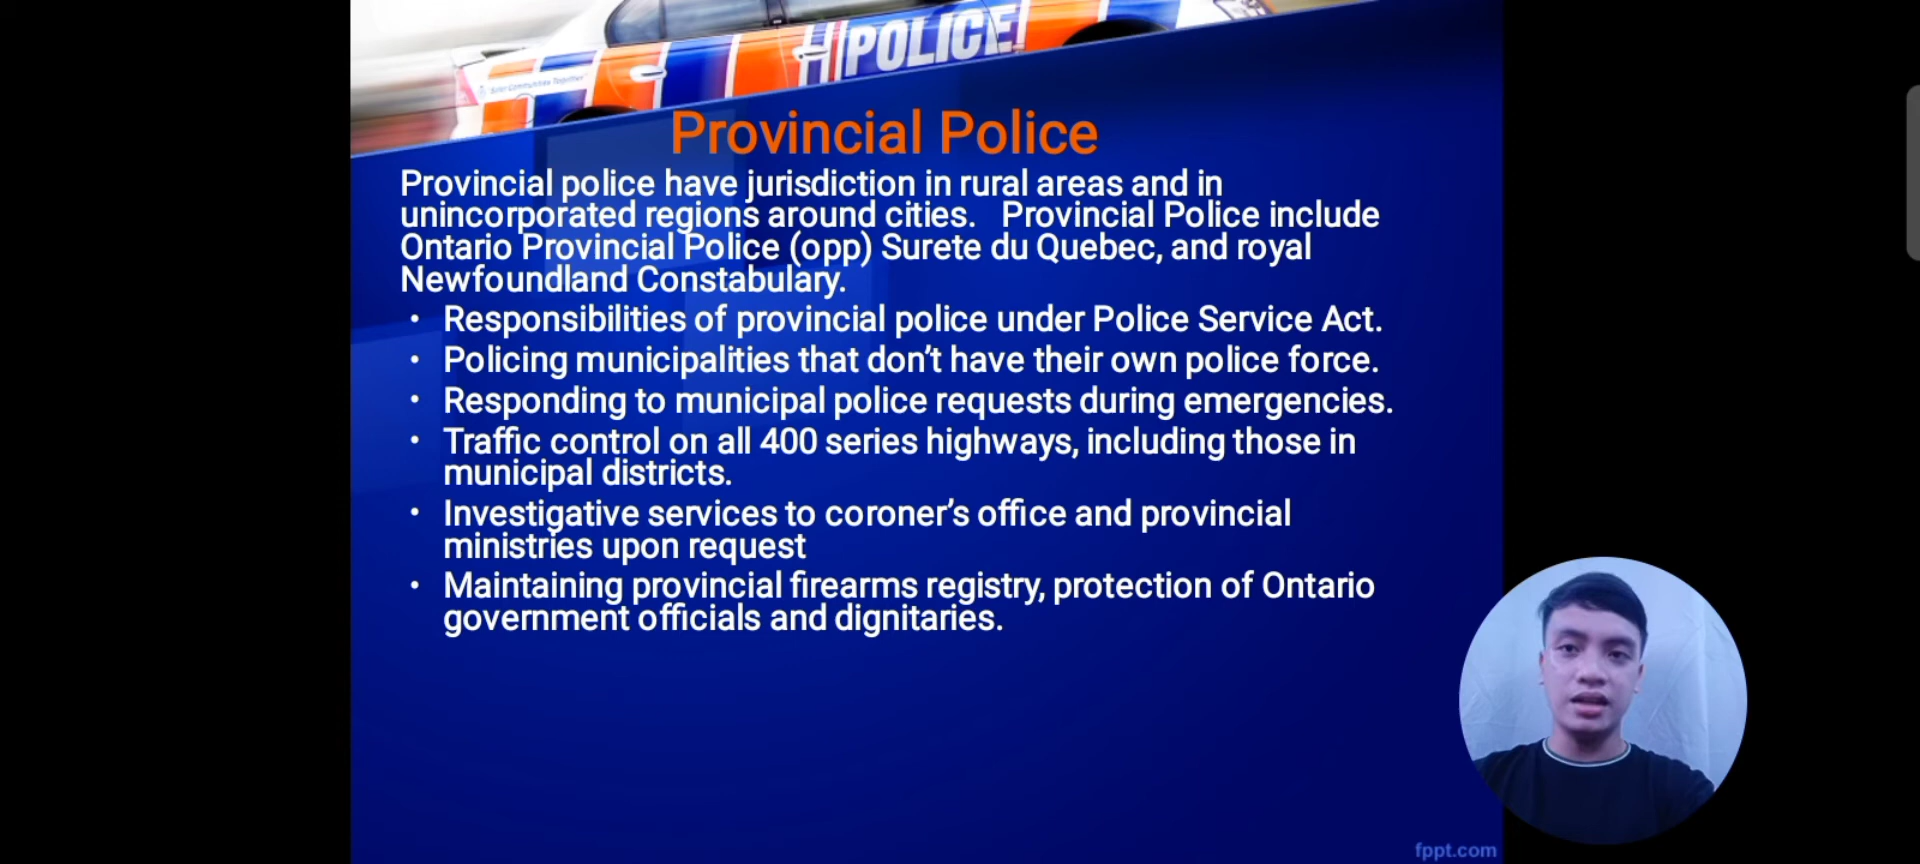 POLICE
Safer Communities Together
Provincial Police
Provincial police have jurisdiction in rural areas and in
unincorporated regions around cities.   Provincial Police include
Ontario Provincial Police (opp) Surete du Quebec, and royal
Newfoundland Constabulary.
• Responsibilities of provincial police under Police Service Act.
• Policing municipalities that don’t have their own police force.
• Responding to municipal police requests during emergencies.
• Traffic control on all 400 series highways, including those in
municipal districts.
• Investigative services to coroner’s office and provincial
ministries upon request
• Maintaining provincial firearms registry, protection of Ontario
government officials and dignitaries.
fppt.com